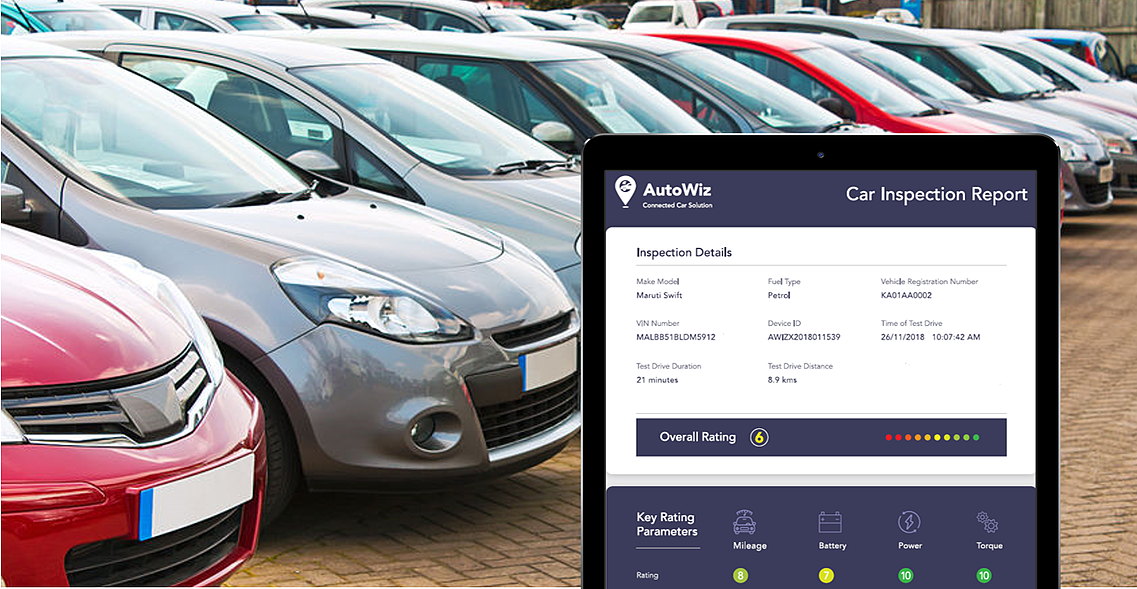 AutoWiz
Connected Car Solution
Car Inspection Report
Inspection Details
Make Model Fuel Type Vehicle Registration Number
Maruti Swift Petrol KA01AA0002
VIN Number Device ID Time of Test Drive
MALBB51BLDM5912 AWIZX2018011539 26/11/2018 10:07:42 AM
Test Drive Duration Test Drive Distance
21 minutes 8.9 kms
Overall Rating 6
Key Rating
Parameters
Mileage Battery Power Torque
Rating 8 7 10 10